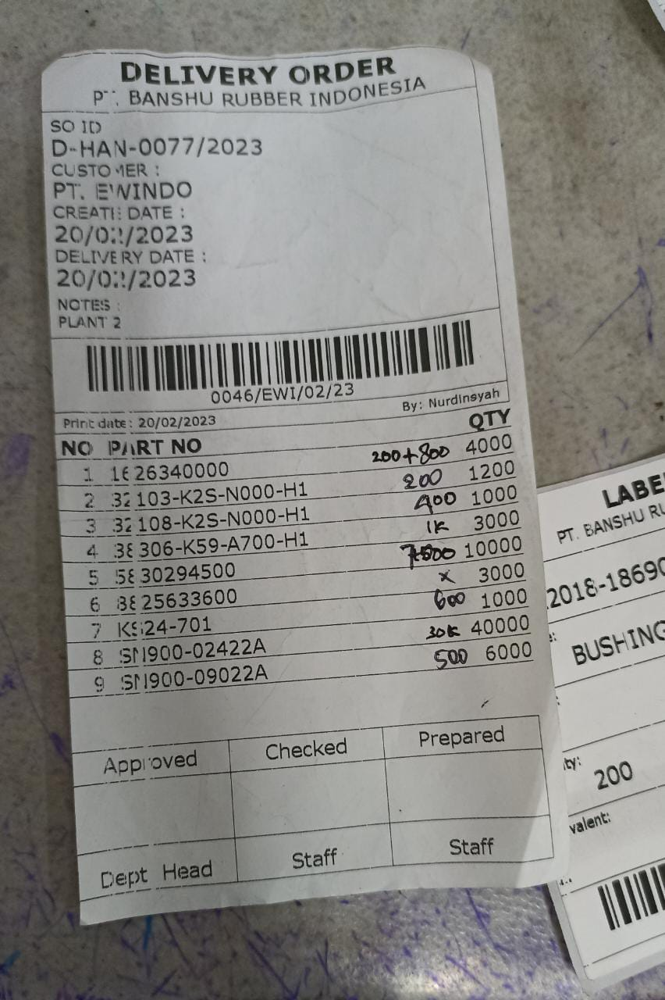 DELIVERY ORDER
PT. BANSHU RUBBER INDONESIA
SO ID
D-HAN-0077/2023
CUSTOMER :
PT. EWINDO
CREATE DATE :
20/02/2023
DELIVERY DATE :
20/02/2023
NOTES :
PLANT 2
0046/EWI/02/23
Print date : 20/02/2023 By: Nurdinsyah
NO PART NO QTY
1 1626340000 200+800 4000
2 32103-K2S-N000-H1 200 1200
3 32108-K2S-N000-H1 400 1000
4 38306-K59-A700-H1 1K 3000
5 5830294500 7500 10000
6 8825633600 x 3000
7 24-701 600 1000
8 900-02422A 30K 40000
9 900-09022A 500 6000
Approved Checked Prepared
Dept Head Staff Staff
LABE
PT. BANSHU RU
2018-18690
BUSHING
ty:
200
valent: